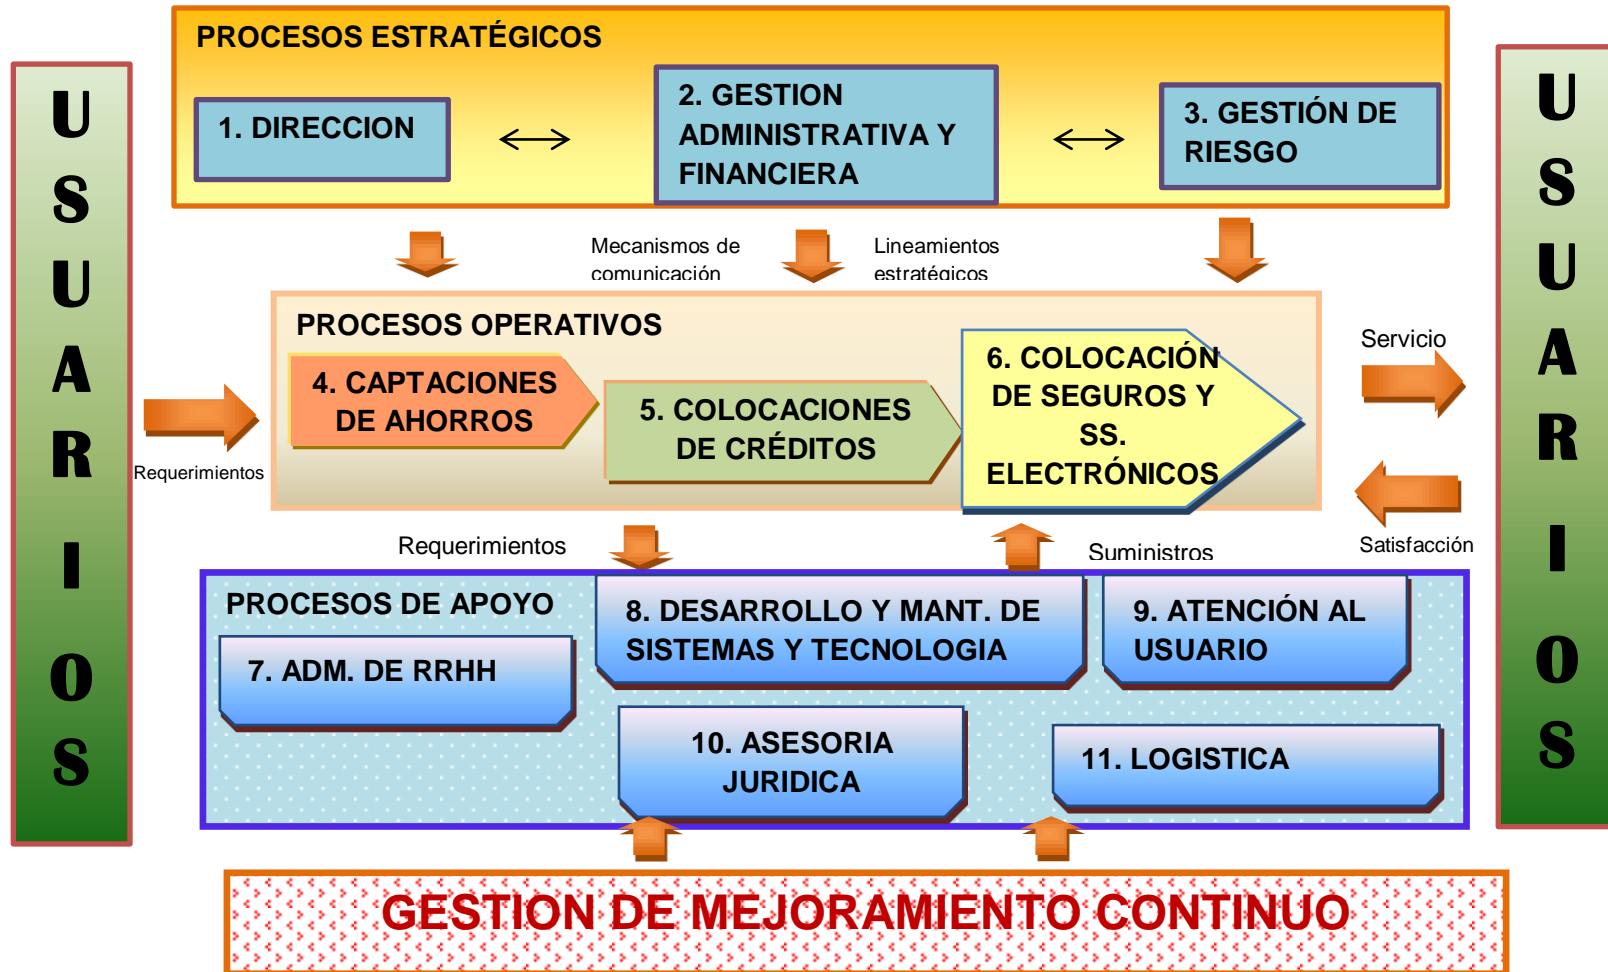 USUARIOS
PROCESOS ESTRATÉGICOS
1. DIRECCION
2. GESTION
ADMINISTRATIVA Y
FINANCIERA
3. GESTIÓN DE
RIESGO
Mecanismos de
comunicación
Lineamientos
estratégicos
PROCESOS OPERATIVOS
4. CAPTACIONES
DE AHORROS
5. COLOCACIONES
DE CRÉDITOS
6. COLOCACIÓN
DE SEGUROS Y
SS.
ELECTRÓNICOS
Requerimientos
Servicio
Satisfacción
Requerimientos
Suministros
PROCESOS DE APOYO
7. ADM. DE RRHH
8. DESARROLLO Y MANT. DE
SISTEMAS Y TECNOLOGIA
9. ATENCIÓN AL
USUARIO
10. ASESORIA
JURIDICA
11. LOGISTICA
GESTION DE MEJORAMIENTO CONTINUO
USUARIOS